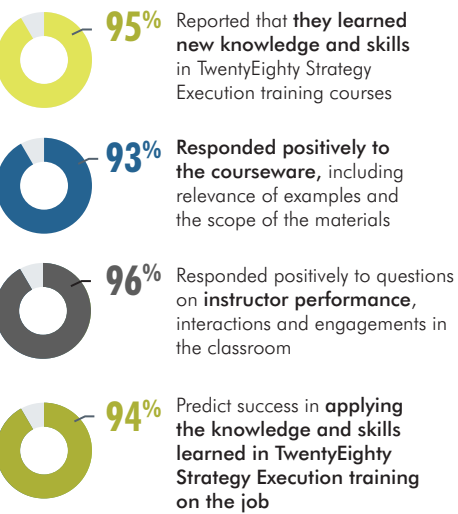 95% Reported that they learned
new knowledge and skills
in TwentyEighty Strategy
Execution training courses
93% Responded positively to
the courseware, including
relevance of examples and
the scope of the materials
96% Responded positively to questions
on instructor performance,
interactions and engagements in
the classroom
94% Predict success in applying
the knowledge and skills
learned in TwentyEighty
Strategy Execution training
on the job